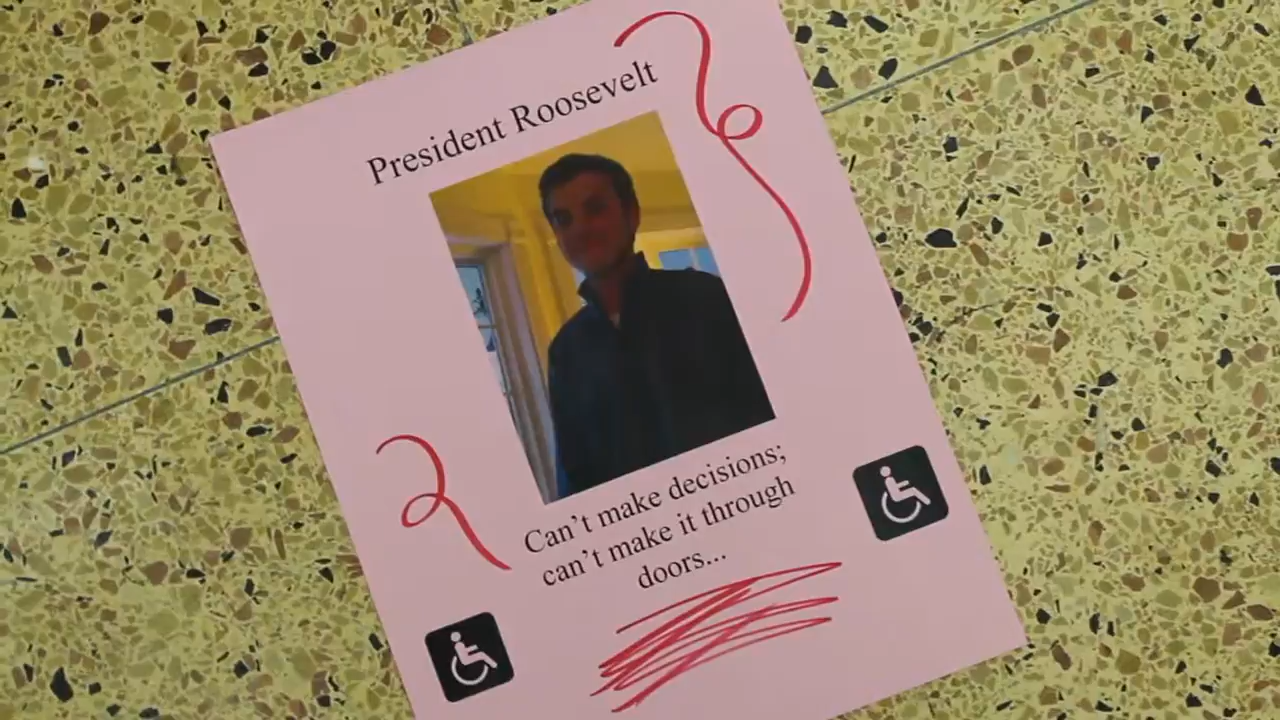 President Roosevelt
Can’t make decisions;
can’t make it through
doors...